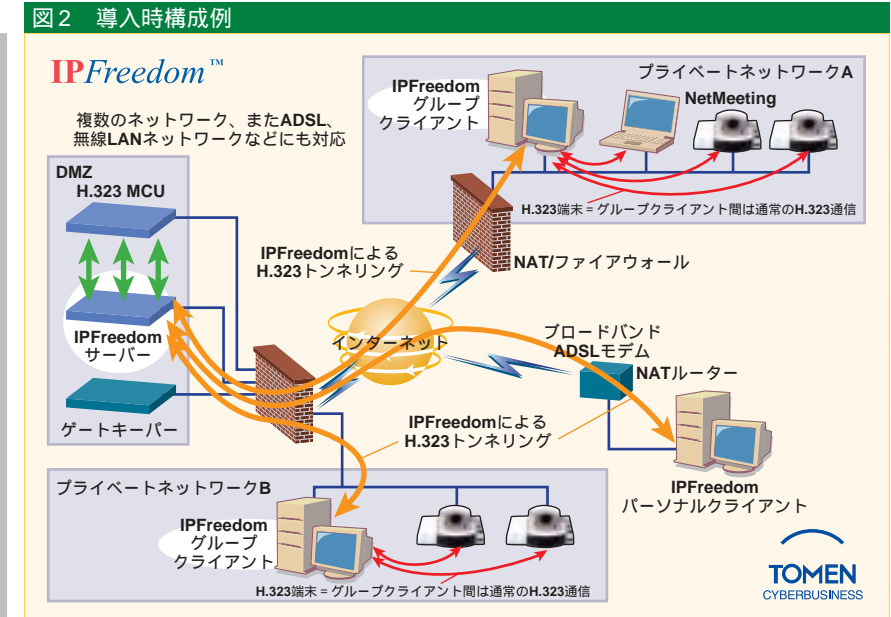 図2 導入時構成例
IPFreedom™
複数のネットワーク、またADSL、
無線LANネットワークなどにも対応
プライベートネットワークA
IPFreedom
グループ
クライアント
NetMeeting
H.323端末=グループクライアント間は通常のH.323通信
DMZ
H.323 MCU
IPFreedom
サーバー
ゲートキーパー
IPFreedomによる
H.323トンネリング
NAT/ファイアウォール
インターネット
ブロードバンド
ADSLモデム
NATルーター
IPFreedomによる
H.323トンネリング
IPFreedom
パーソナルクライアント
プライベートネットワークB
IPFreedom
グループ
クライアント
H.323端末=グループクライアント間は通常のH.323通信
TOMEN
CYBERBUSINESS